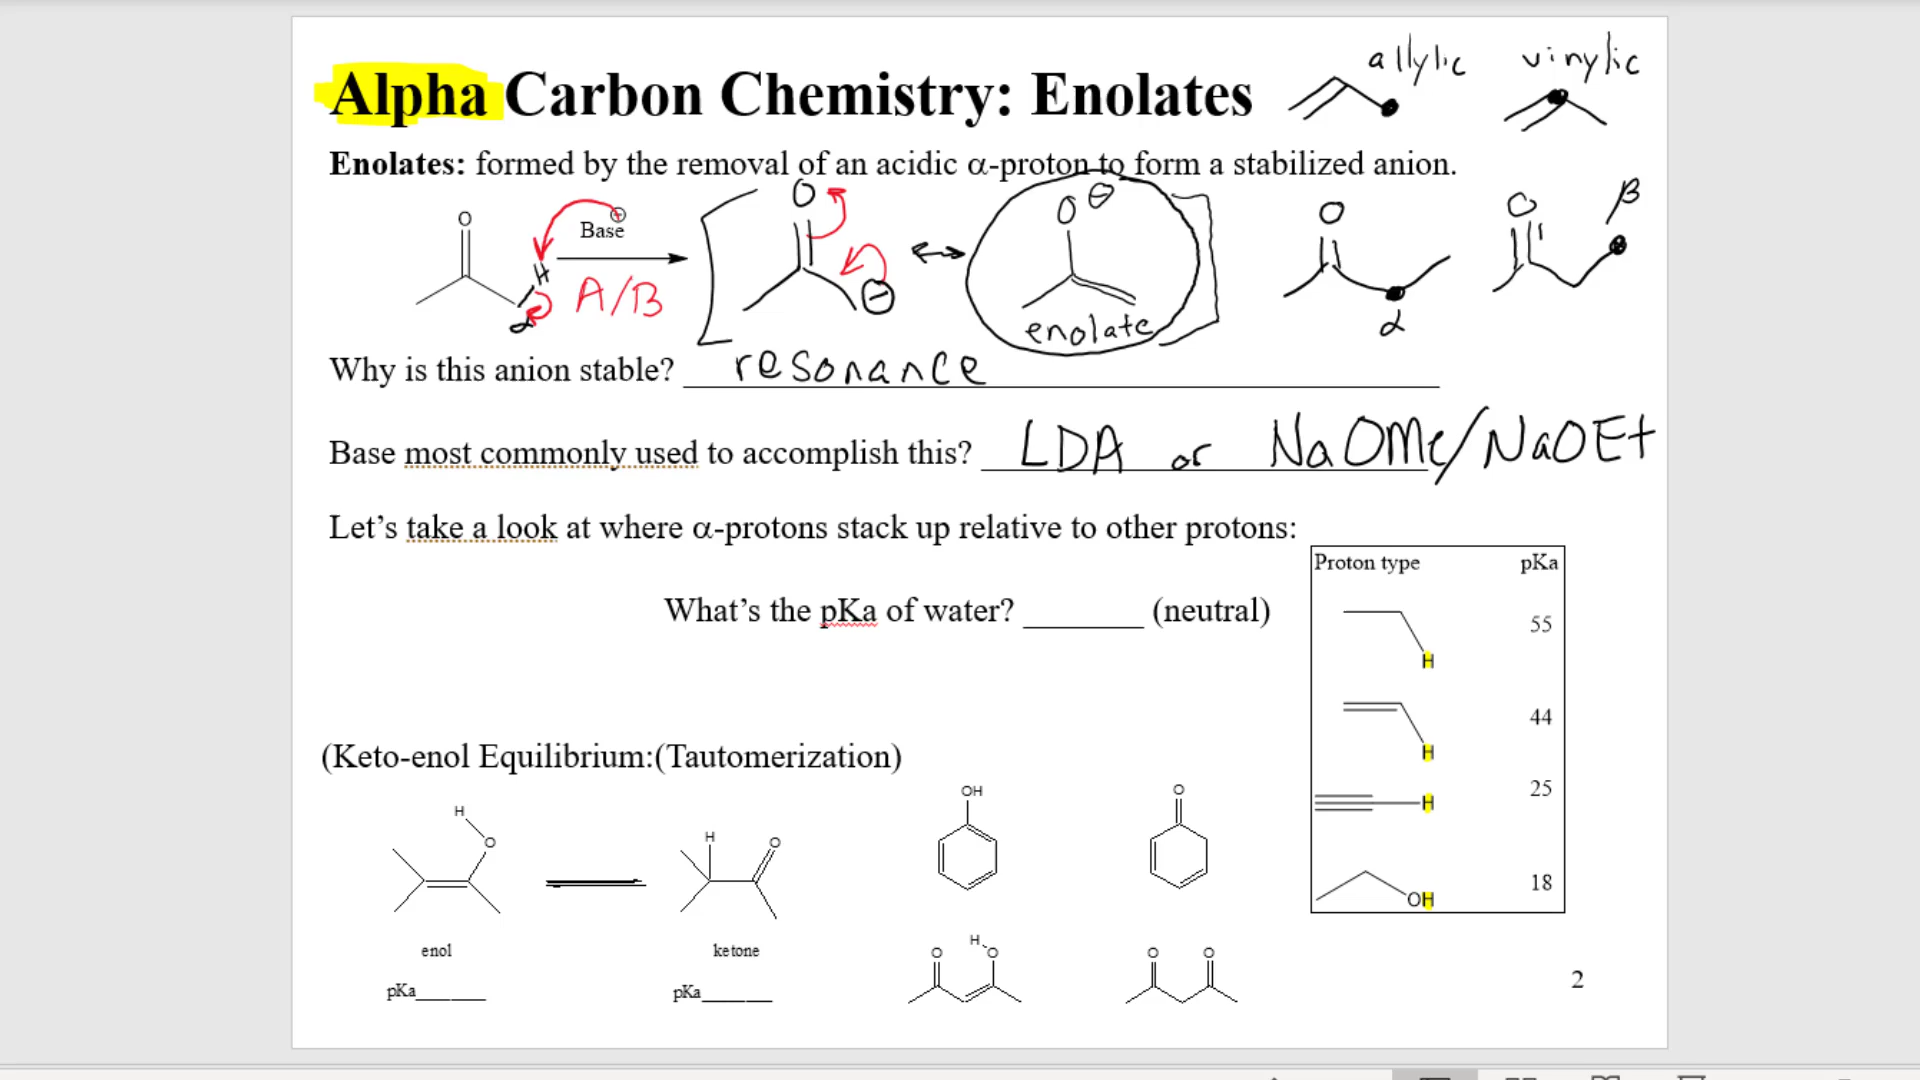 allylic vinylic
Alpha Carbon Chemistry: Enolates
Enolates: formed by the removal of an acidic α-proton to form a stabilized anion.
O O O ⊖ O O β
Base
H
A/B ⊖
α enolate α
Why is this anion stable? resonance
Base most commonly used to accomplish this? LDA or NaOMe/NaOEt
Let’s take a look at where α-protons stack up relative to other protons:
Proton type pKa
What’s the pKa of water? ______ (neutral)
55
H
44
H
(Keto-enol Equilibrium:(Tautomerization)
25
H
18
OH
H O H O OH O
enol ketone
H
O O O O
pKa______ pKa______
2